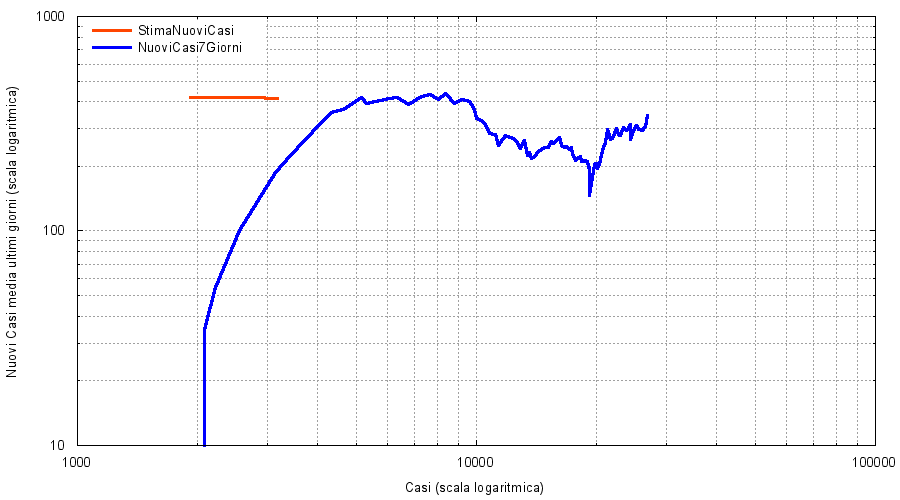 1000
StimaNuoviCasi
NuoviCasi7Giorni
Nuovi Casi media ultimi giorni (scala logaritmica)
100
10
1000
10000
100000
Casi (scala logaritmica)